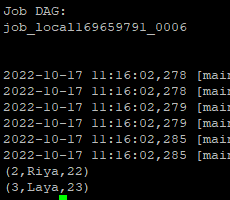 Job DAG:
job_local169659791_0006
2022-10-17 11:16:02,278 [main
2022-10-17 11:16:02,278 [main
2022-10-17 11:16:02,279 [main
2022-10-17 11:16:02,279 [main
2022-10-17 11:16:02,285 [main
2022-10-17 11:16:02,285 [main
(2,Riya,22)
(3,Laya,23)